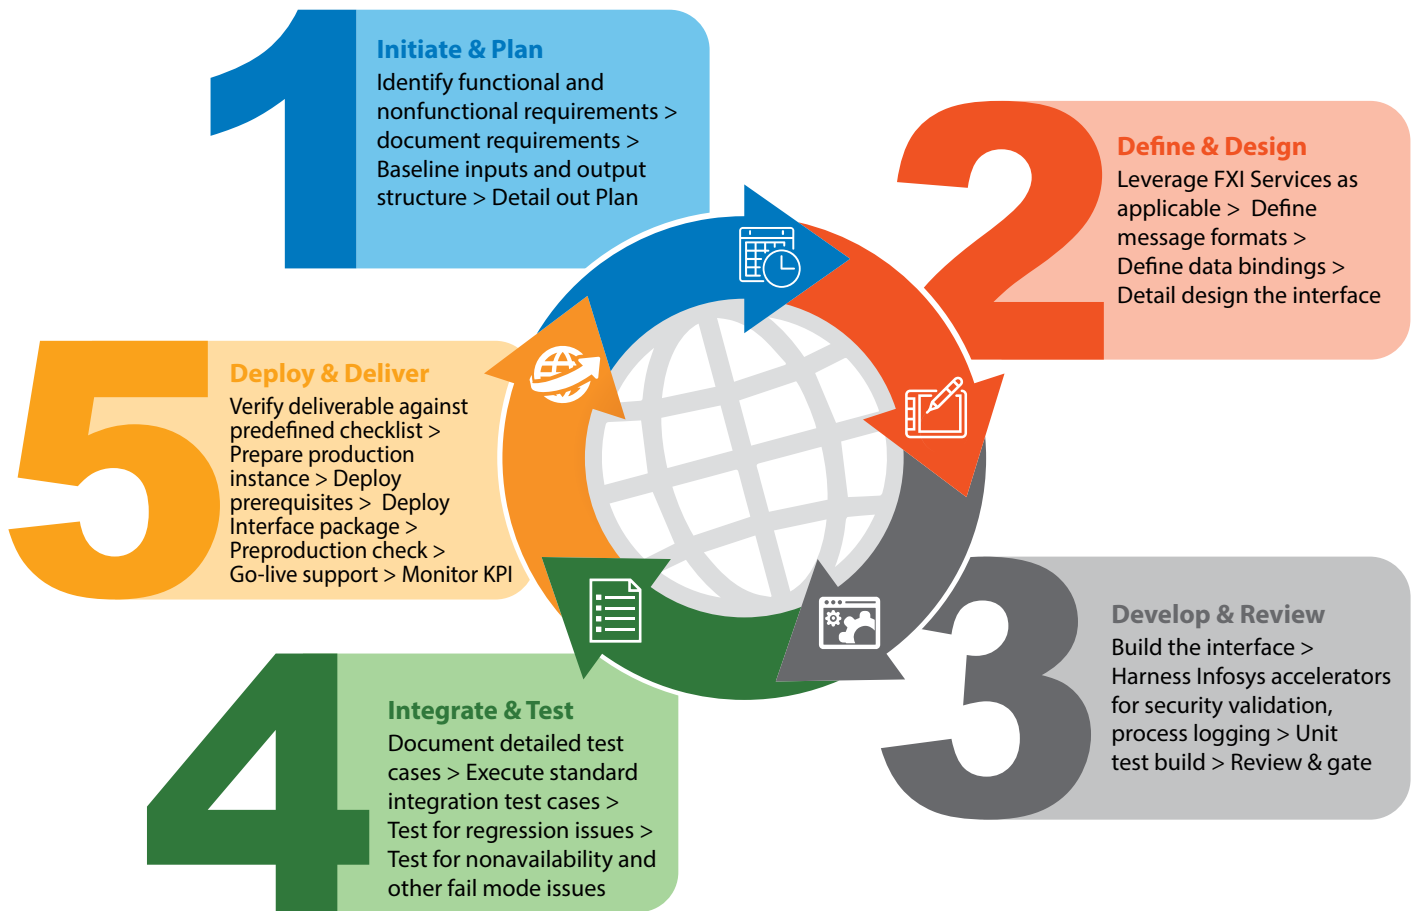 1
Initiate & Plan
Identify functional and
nonfunctional requirements >
document requirements >
Baseline inputs and output
structure > Detail out Plan
2
Define & Design
Leverage FXI Services as
applicable > Define
message formats >
Define data bindings >
Detail design the interface
3
Develop & Review
Build the interface >
Harness Infosys accelerators
for security validation,
process logging > Unit
test build > Review & gate
4
Integrate & Test
Document detailed test
cases > Execute standard
integration test cases >
Test for regression issues >
Test for nonavailability and
other fail mode issues
5
Deploy & Deliver
Verify deliverable against
predefined checklist >
Prepare production
instance > Deploy
prerequisites > Deploy
Interface package >
Preproduction check >
Go-live support > Monitor KPI